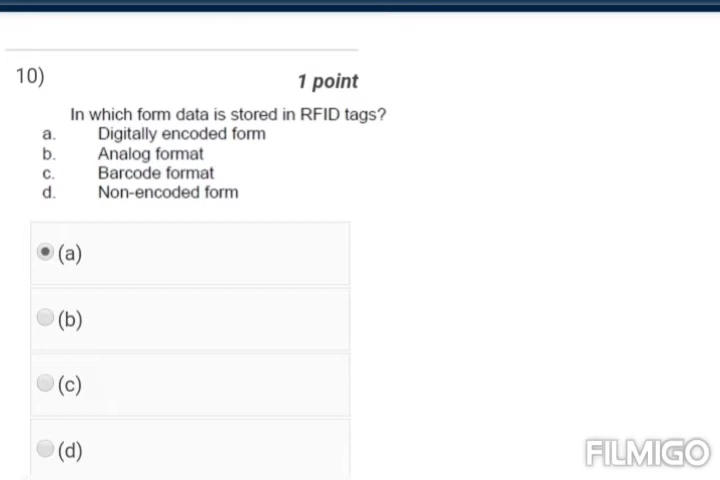 10)
1 point
In which form data is stored in RFID tags?
a. Digitally encoded form
b. Analog format
c. Barcode format
d. Non-encoded form
(a)
(b)
(c)
(d)
FILMIGO